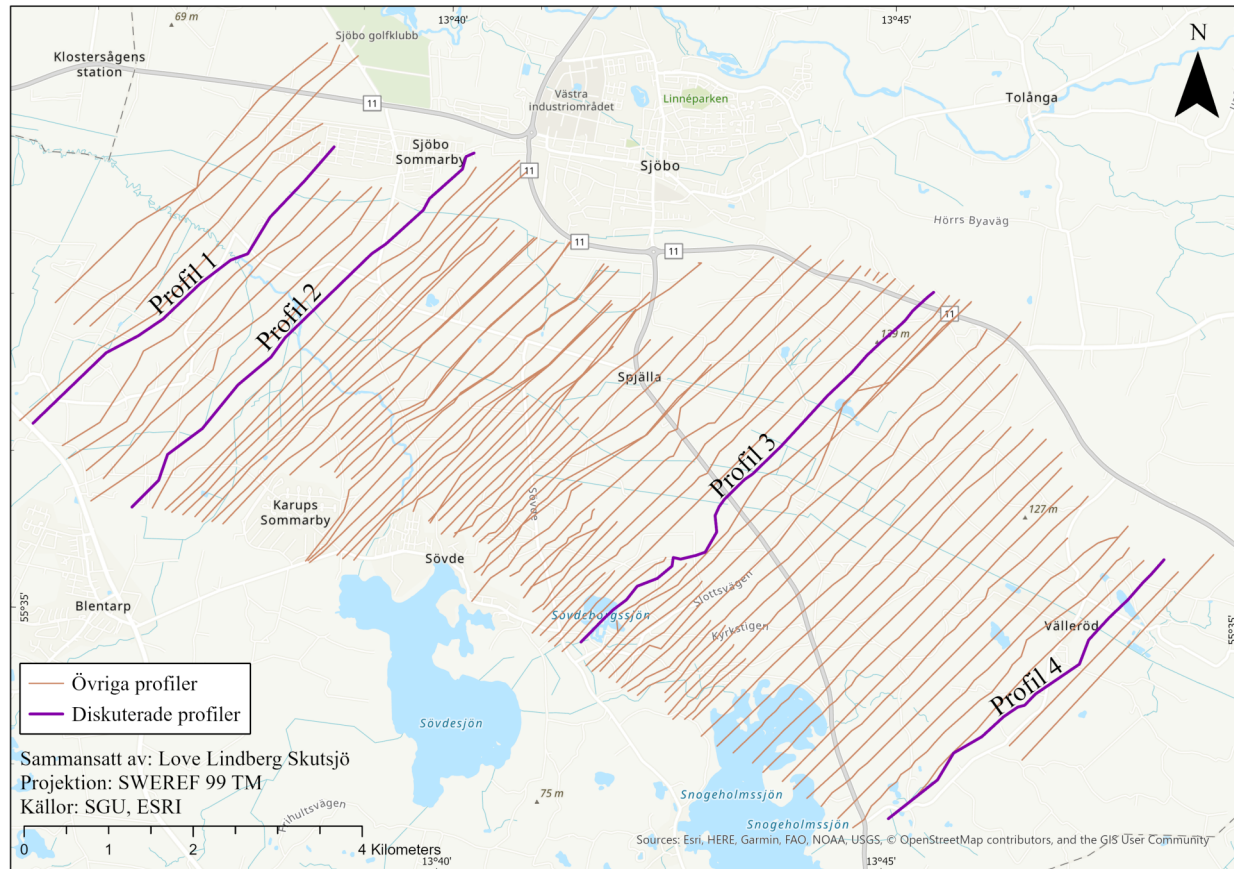 13°40'
13°45'
69 m
Sjöbo golfklubb
N
Klostersågens
station
Västra
industriområdet
Linnéparken
Tolånga
11
Sjöbo
Sommarby
Sjöbo
11
Hörrs Byaväg
11
11
Profil 1
Profil 2
11
139 m
Spjälla
Profil 3
Sövde
Karups
Sommarby
127 m
Sövde
Slottsvägen
55°35'
Blentarp
Sövdeborgssjön
Kyrkstigen
Välleröd
55°35'
Profil 4
Övriga profiler
Diskuterade profiler
Sövdesjön
Sammansatt av: Love Lindberg Skutsjö
Projektion: SWEREF 99 TM
Källor: SGU, ESRI
75 m
Snogeholmssjön
Snogeholmssjön
0 1 2 4 Kilometers
Sources: Esri, HERE, Garmin, FAO, NOAA, USGS, © OpenStreetMap contributors, and the GIS User Community
13°40'
13°45'